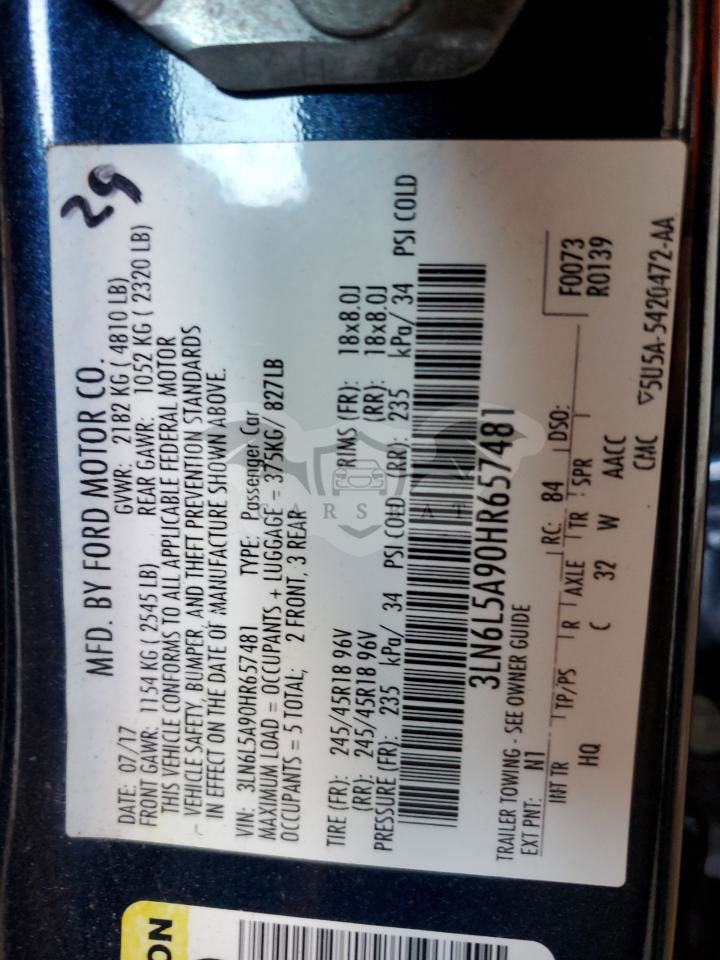 29
MFD. BY FORD MOTOR CO.
DATE: 07/17 GVWR: 2182 KG ( 4810 LB)
FRONT GAWR: 1154 KG ( 2545 LB) REAR GAWR: 1052 KG ( 2320 LB)
THIS VEHICLE CONFORMS TO ALL APPLICABLE FEDERAL MOTOR
VEHICLE SAFETY, BUMPER, AND THEFT PREVENTION STANDARDS
IN EFFECT ON THE DATE OF MANUFACTURE SHOWN ABOVE.
VIN: 3LN6L5A90HR657481 TYPE: Passenger Car
MAXIMUM LOAD = OCCUPANTS + LUGGAGE = 375KG/ 827LB
OCCUPANTS = 5 TOTAL; 2 FRONT, 3 REAR
TIRE (FR): 245/45R18 96V RIMS (FR): 18x8.0J
(RR): 245/45R18 96V (RR): 18x8.0J
PRESSURE (FR): 235 kPa/ 34 PSI COLD (RR): 235 kPa/ 34 PSI COLD
3LN6L5A90HR657481
TRAILER TOWING - SEE OWNER GUIDE
F0073
EXT PNT: N1 RC: 84 DSO: R0139
INT TR TP/PS R AXLE TR SPR
HQ C 32 W AACC
CMC
▽5U5A-5420472-AA
CARSDAT
ON